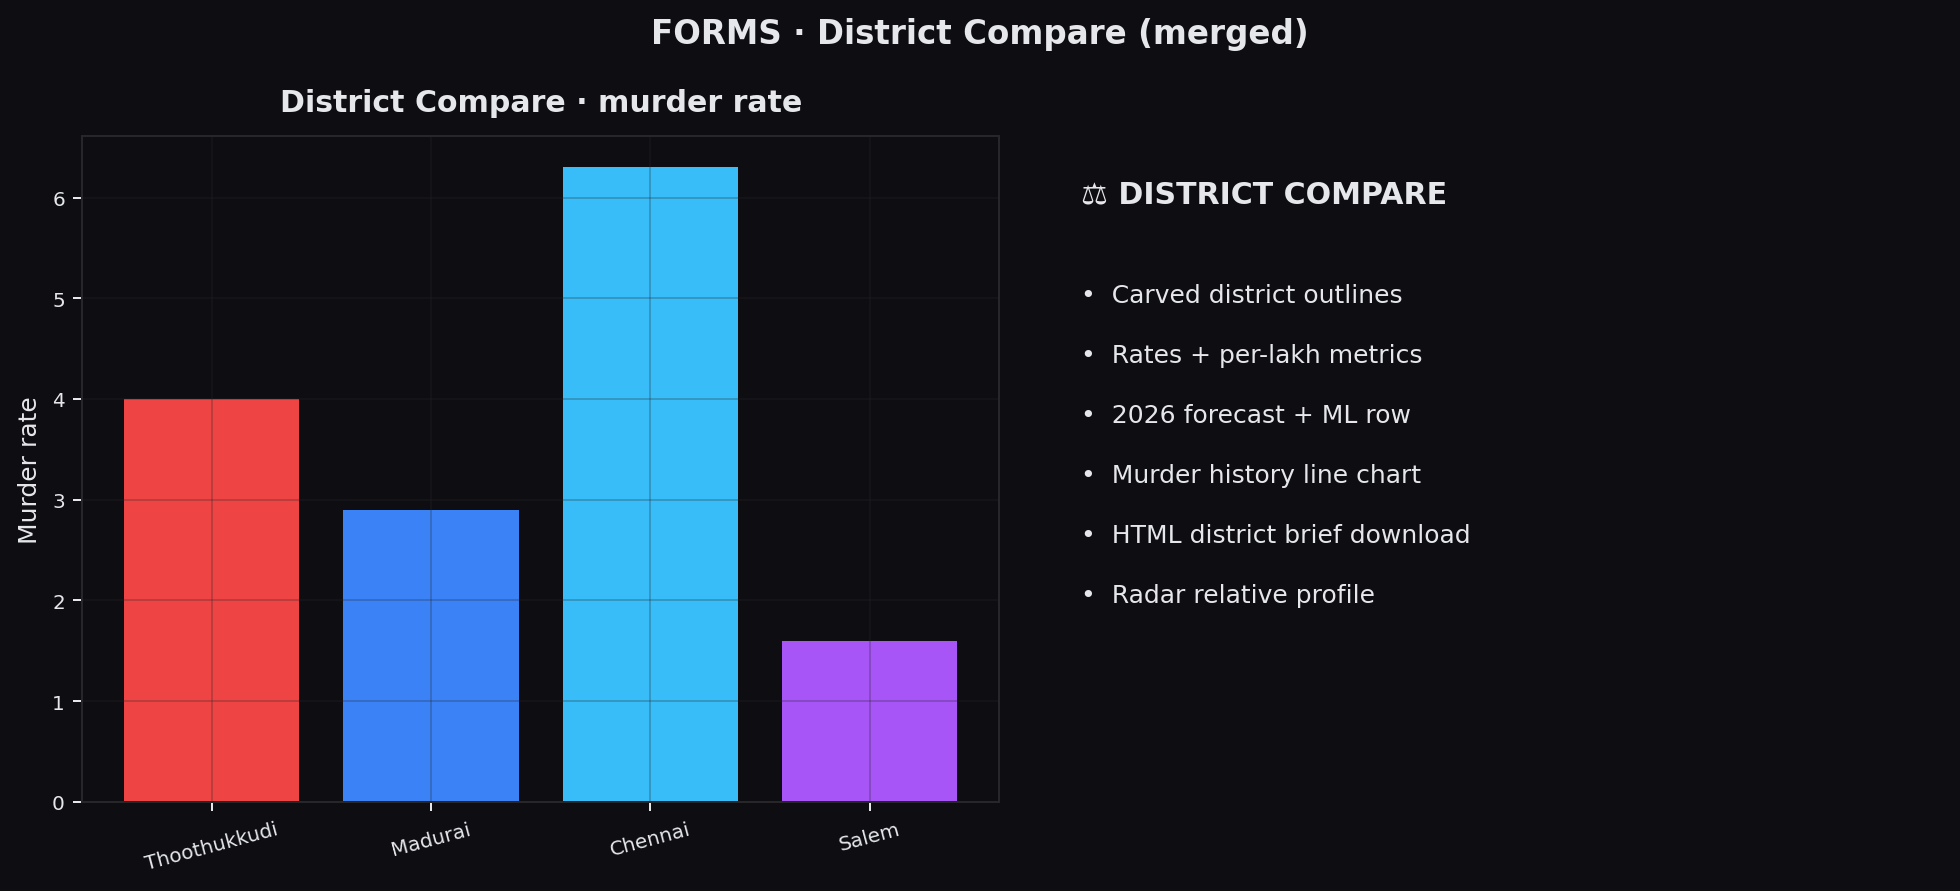 FORMS · District Compare (merged)
District Compare · murder rate
Murder rate
6
5
4
3
2
1
0
Thoothukkudi
Madurai
Chennai
Salem
⚖ DISTRICT COMPARE
• Carved district outlines
• Rates + per-lakh metrics
• 2026 forecast + ML row
• Murder history line chart
• HTML district brief download
• Radar relative profile